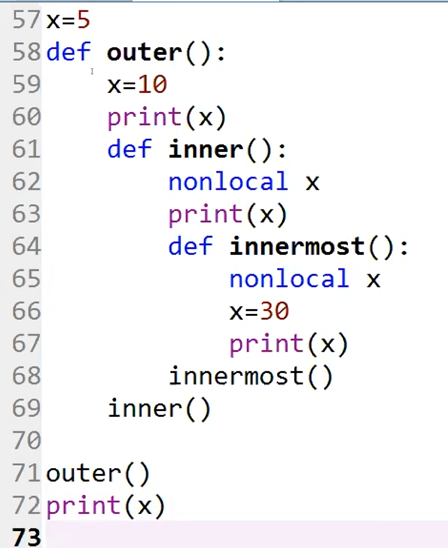 57 x=5
58 def outer():
59     x=10
60     print(x)
61     def inner():
62         nonlocal x
63         print(x)
64         def innermost():
65             nonlocal x
66             x=30
67             print(x)
68         innermost()
69     inner()
70
71 outer()
72 print(x)
73